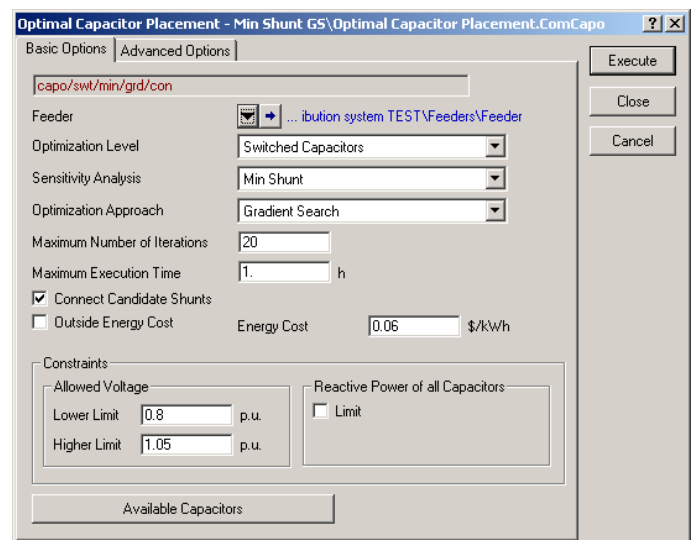 Optimal Capacitor Placement - Min Shunt GS\Optimal Capacitor Placement.ComCapo ? X
Basic Options Advanced Options
Execute
capo/swt/min/grd/con
Close
Feeder ... ibution system TEST\Feeders\Feeder
Optimization Level Switched Capacitors
Cancel
Sensitivity Analysis Min Shunt
Optimization Approach Gradient Search
Maximum Number of Iterations 20
Maximum Execution Time 1. h
Connect Candidate Shunts
Outside Energy Cost Energy Cost 0.06 $/kWh
Constraints
Allowed Voltage Reactive Power of all Capacitors
Lower Limit 0.8 p.u. Limit
Higher Limit 1.05 p.u.
Available Capacitors